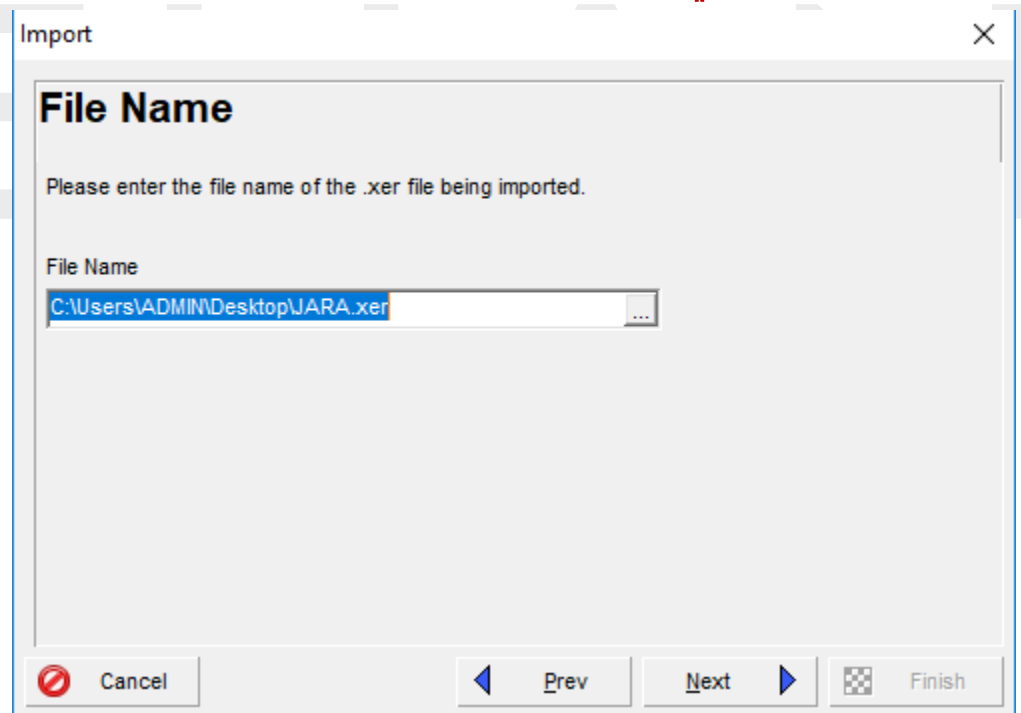 Import
File Name
Please enter the file name of the .xer file being imported.
File Name
C:\Users\ADMIN\Desktop\JARA.xer
...
Cancel
Prev
Next
Finish